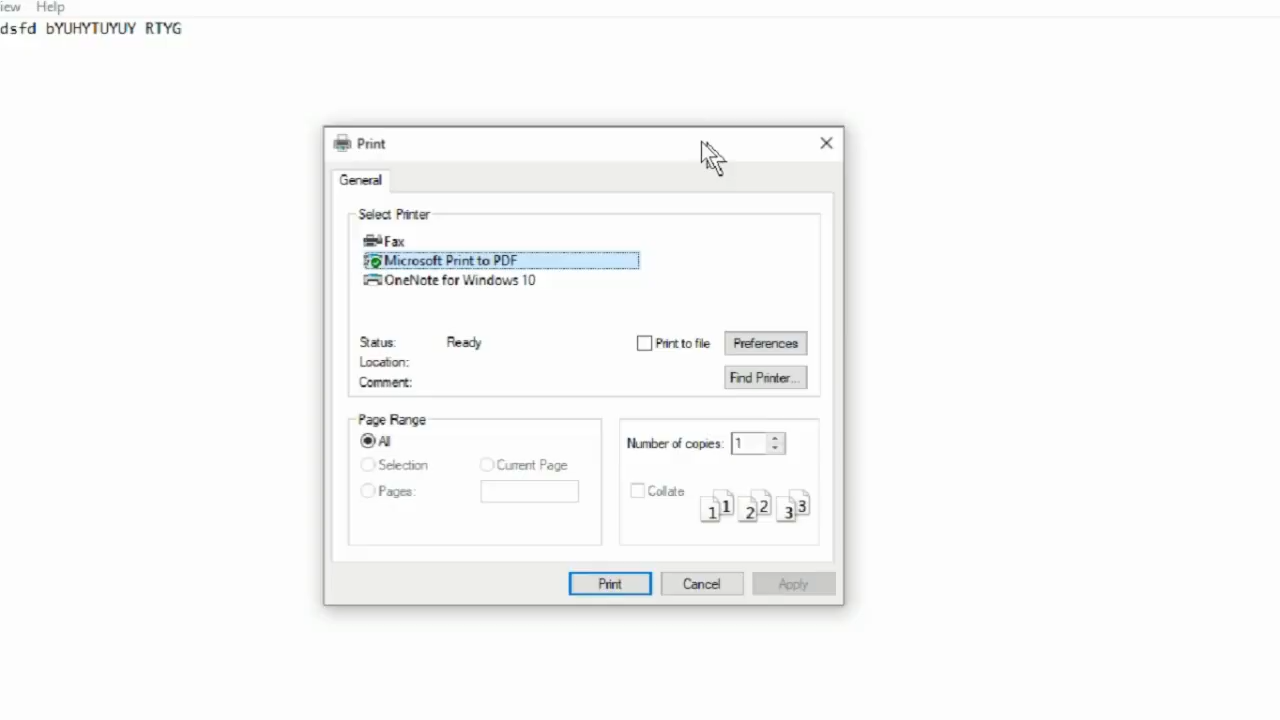 iew Help
dsfd bYUHYTUYUY RTYG
Print
General
Select Printer
Fax
Microsoft Print to PDF
OneNote for Windows 10
Status: Ready
Print to file Preferences
Location:
Find Printer...
Comment:
Page Range
All
Selection Current Page
Pages:
Number of copies: 1
Collate
1 1 2 2 3 3
Print Cancel Apply